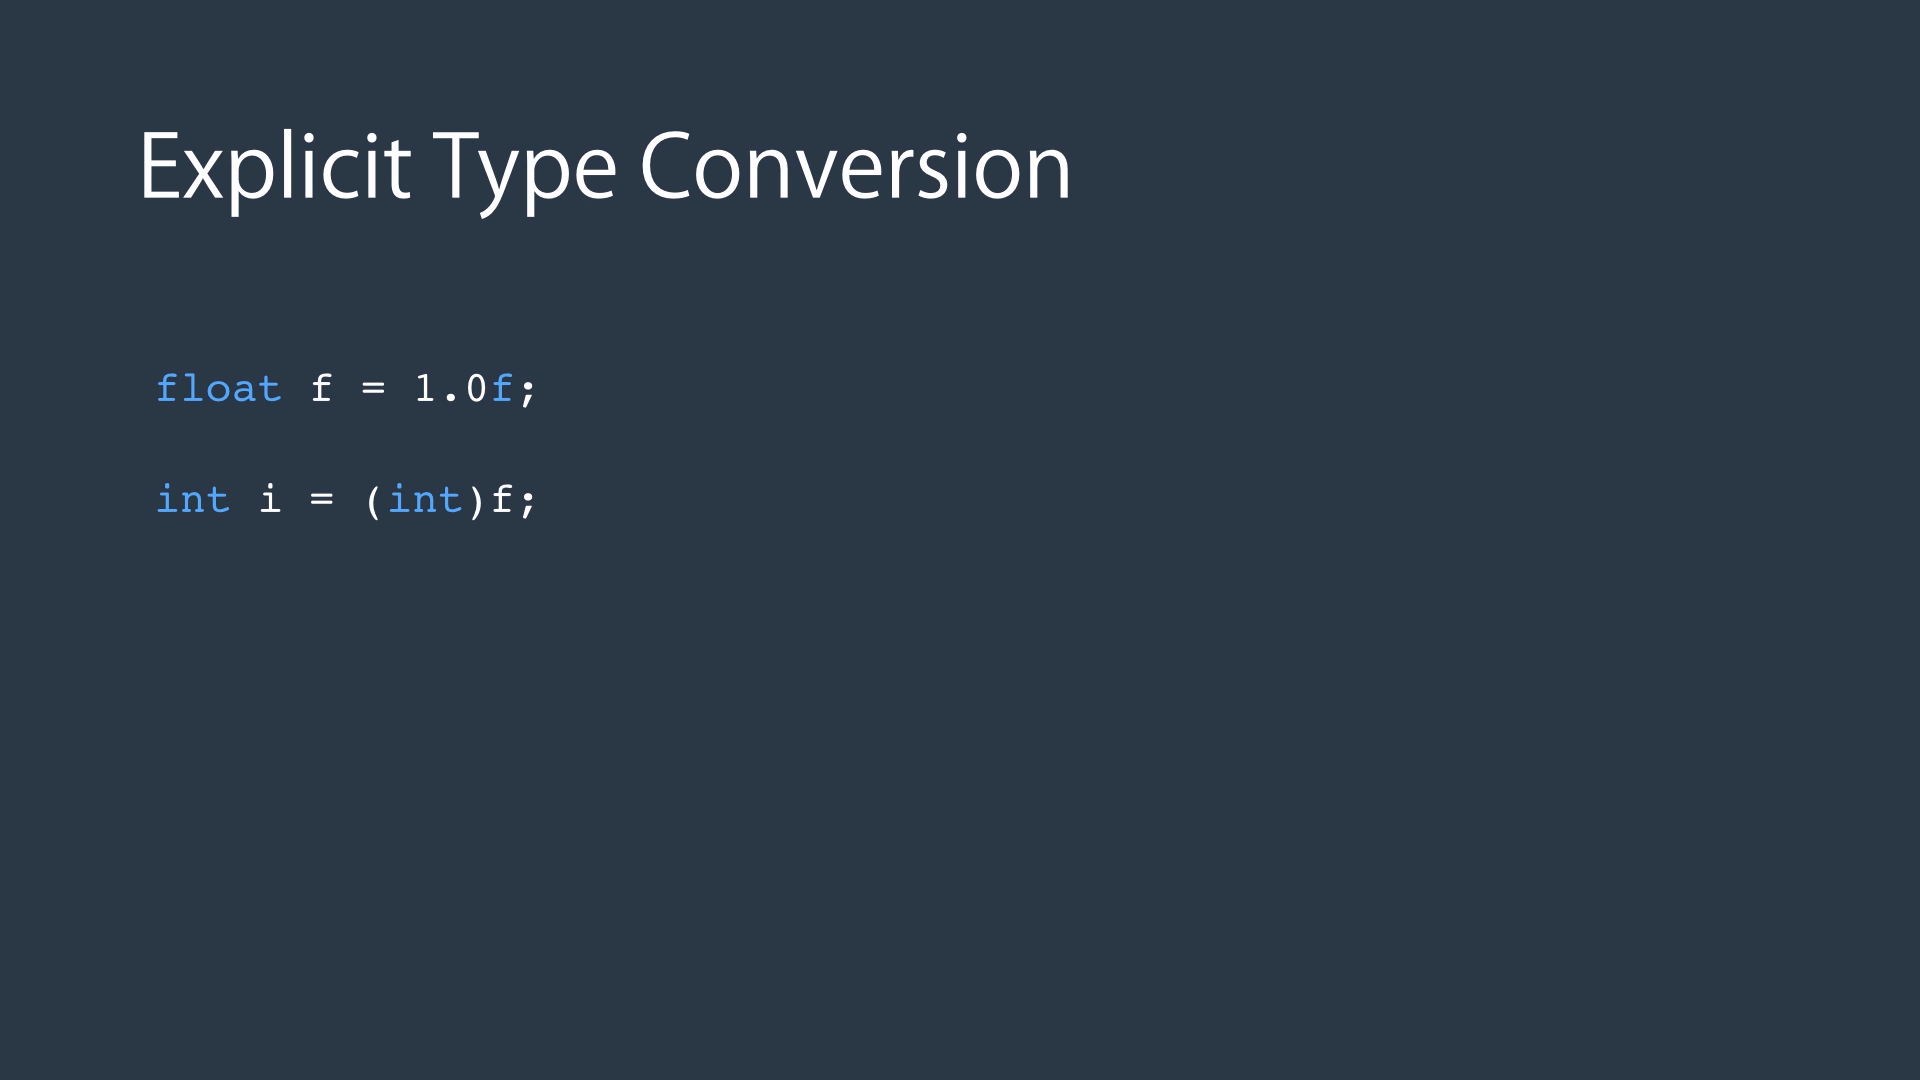 Explicit Type Conversion
float f = 1.0f;
int i = (int)f;